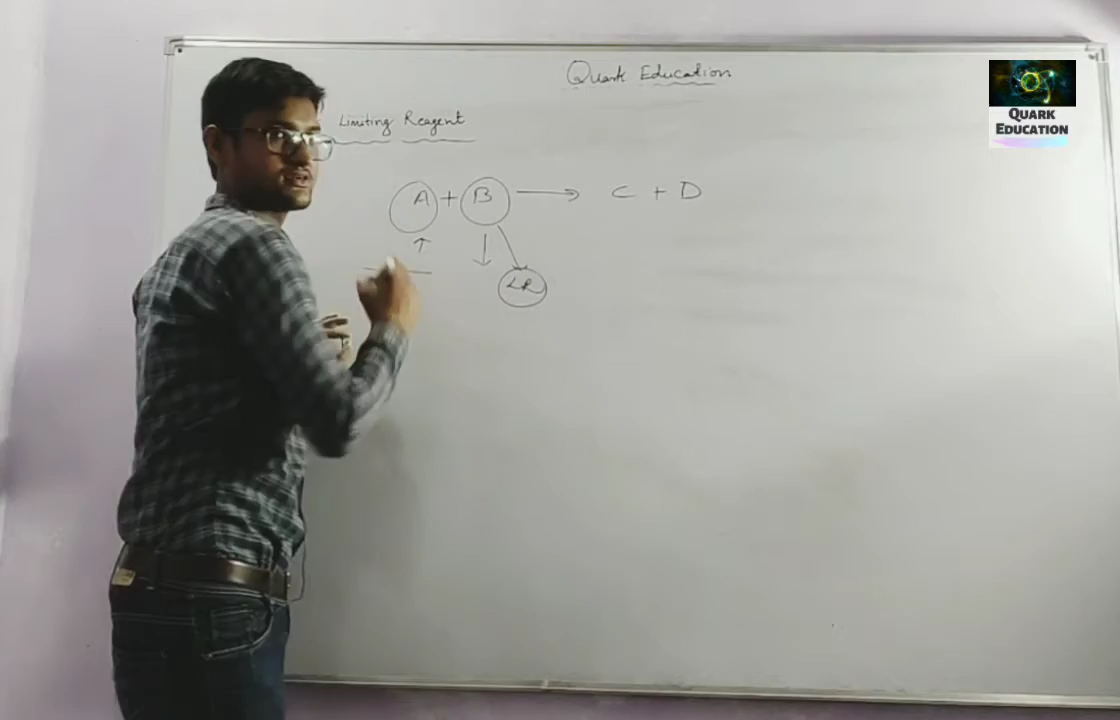 Quark Education
QUARK
EDUCATION
Limiting Reagent
A + B → C + D
↑ ↓
LR